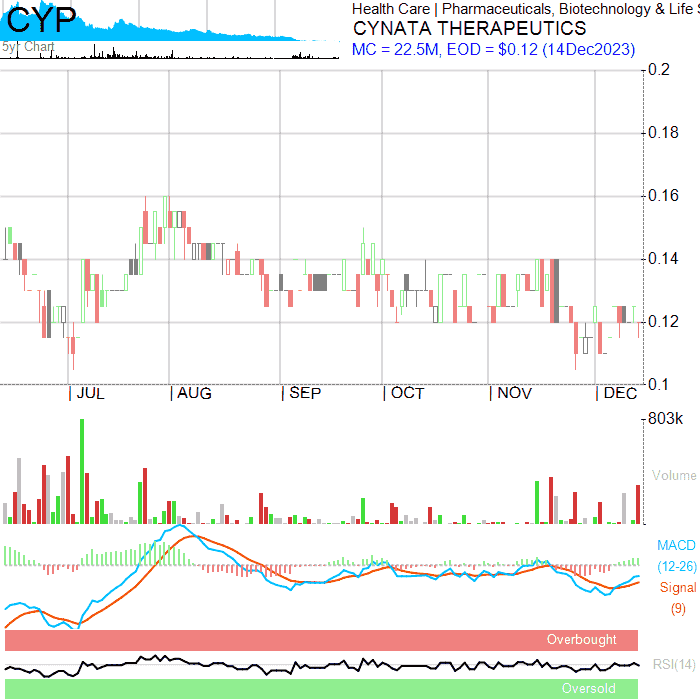 CYP
5yr Chart
Health Care | Pharmaceuticals, Biotechnology & Life S
CYNATA THERAPEUTICS
MC = 22.5M, EOD = $0.12 (14Dec2023)
0.2
0.18
0.16
0.14
0.12
0.1
JUL AUG SEP OCT NOV DEC
803k
Volume
MACD
(12-26)
Signal
(9)
Overbought
RSI(14)
Oversold